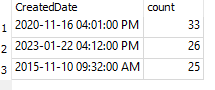 CreatedDate count
1 2020-11-16 04:01:00 PM 33
2 2023-01-22 04:12:00 PM 26
3 2015-11-10 09:32:00 AM 25